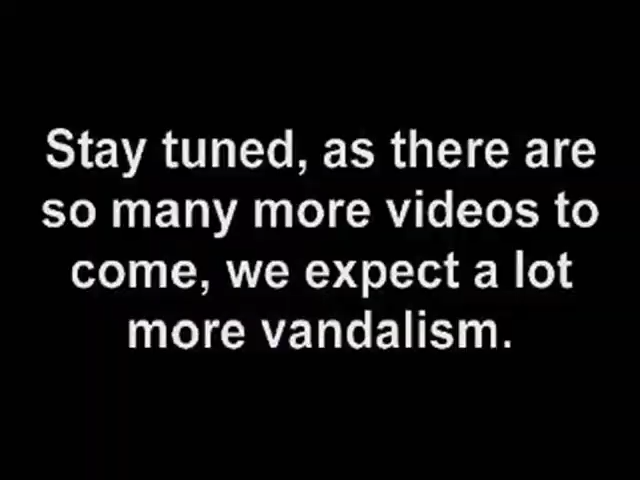 Stay tuned, as there are
so many more videos to
come, we expect a lot
more vandalism.